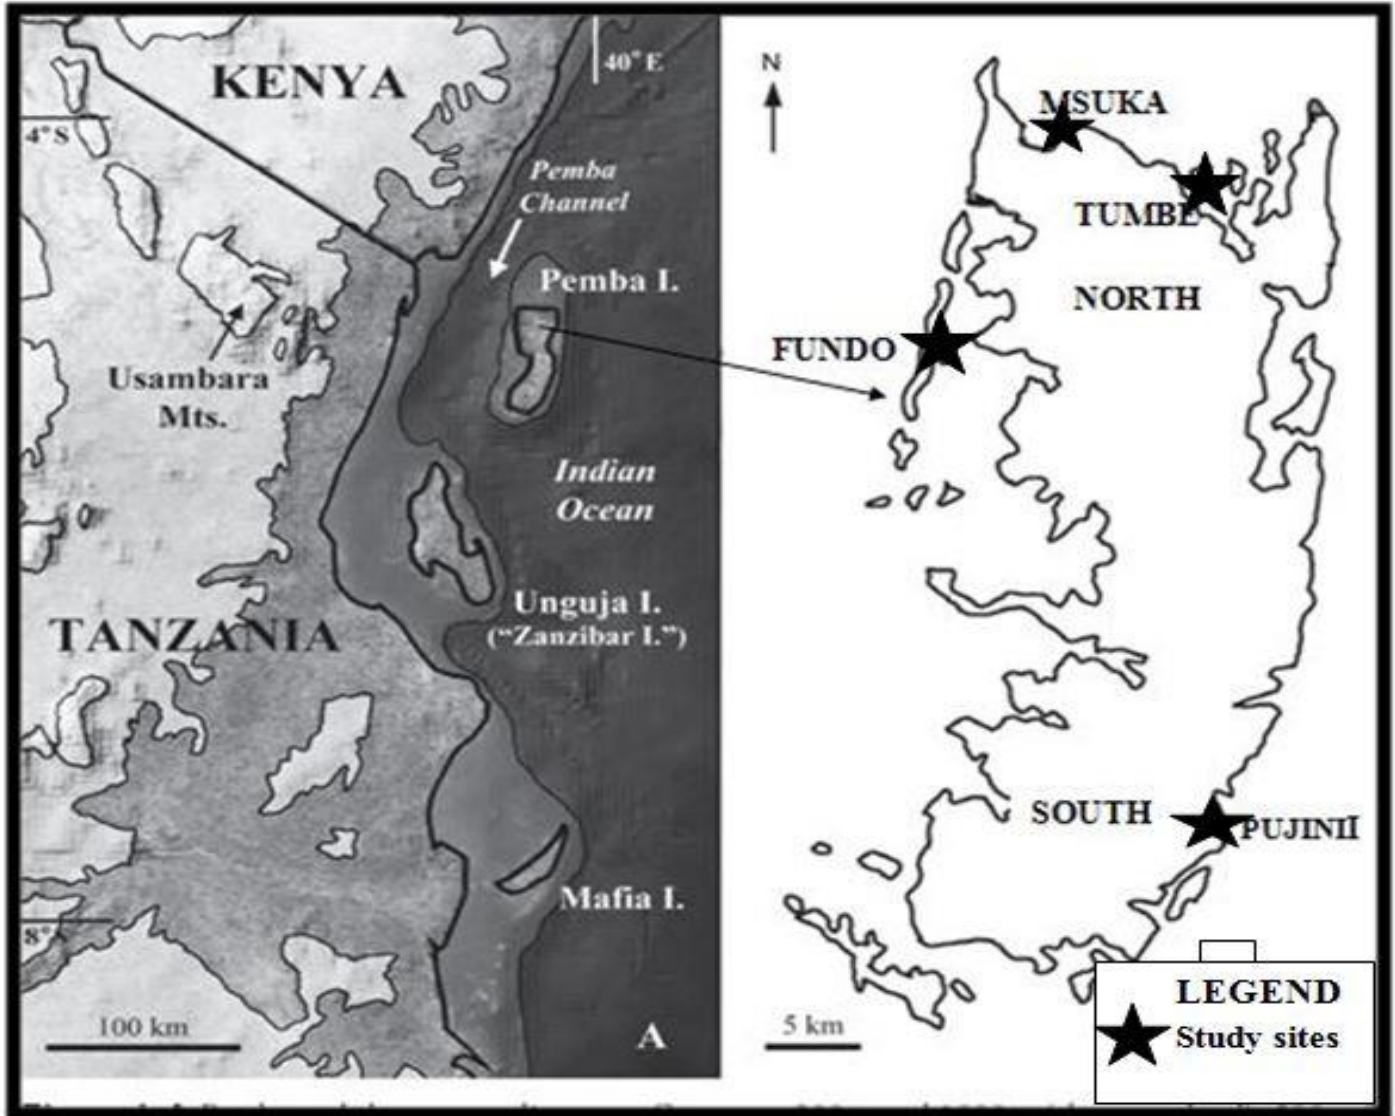 KENYA
40° E
4° S
Pemba
Channel
Pemba I.
Usambara
Mts.
Indian
Ocean
Unguja I.
("Zanzibar I.")
TANZANIA
Mafia I.
8°
100 km
A
N
MSUKA
TUMBE
NORTH
FUNDO
SOUTH
PUJINII
5 km
LEGEND
Study sites